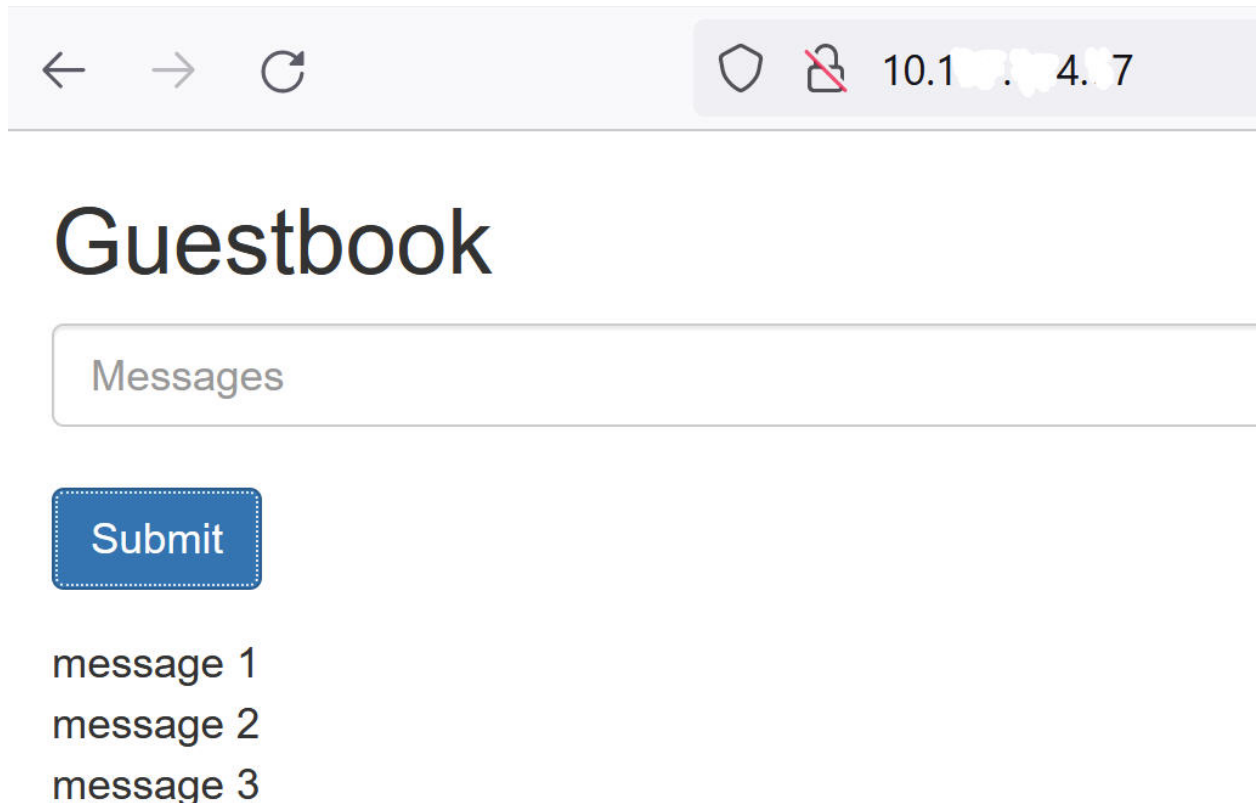 10.1 . 4. 7
Guestbook
Messages
Submit
message 1
message 2
message 3